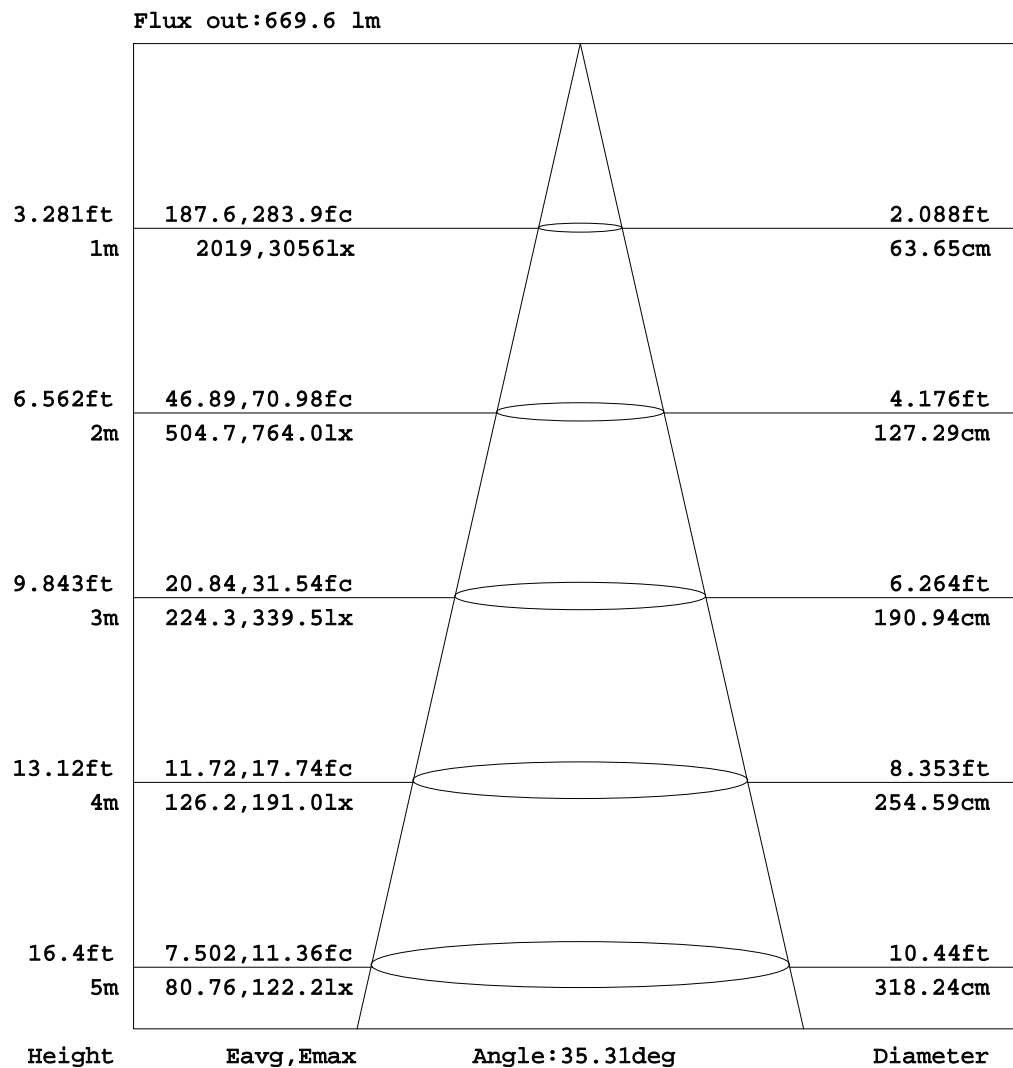 Flux out:669.6 lm
3.281ft 187.6,283.9fc 2.088ft
1m 2019,3056lx 63.65cm
6.562ft 46.89,70.98fc 4.176ft
2m 504.7,764.0lx 127.29cm
9.843ft 20.84,31.54fc 6.264ft
3m 224.3,339.5lx 190.94cm
13.12ft 11.72,17.74fc 8.353ft
4m 126.2,191.0lx 254.59cm
16.4ft 7.502,11.36fc 10.44ft
5m 80.76,122.2lx 318.24cm
Height Eavg,Emax Angle:35.31deg Diameter